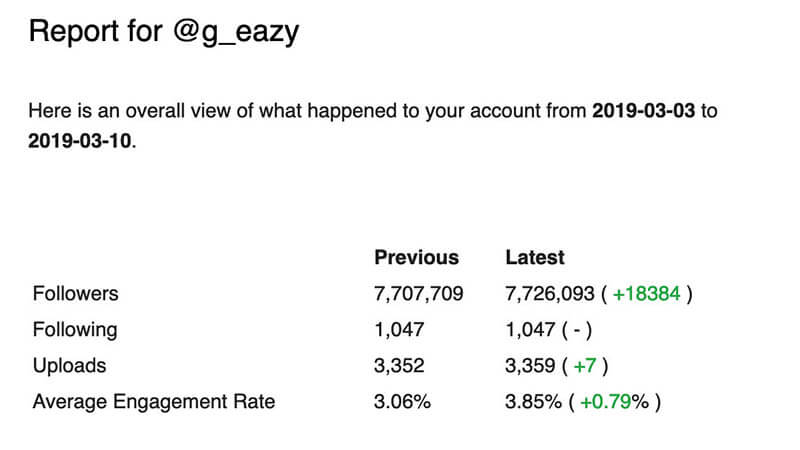 Report for @g_eazy
Here is an overall view of what happened to your account from 2019-03-03 to
2019-03-10.
Previous Latest
Followers 7,707,709 7,726,093 ( +18384 )
Following 1,047 1,047 ( - )
Uploads 3,352 3,359 ( +7 )
Average Engagement Rate 3.06% 3.85% ( +0.79% )